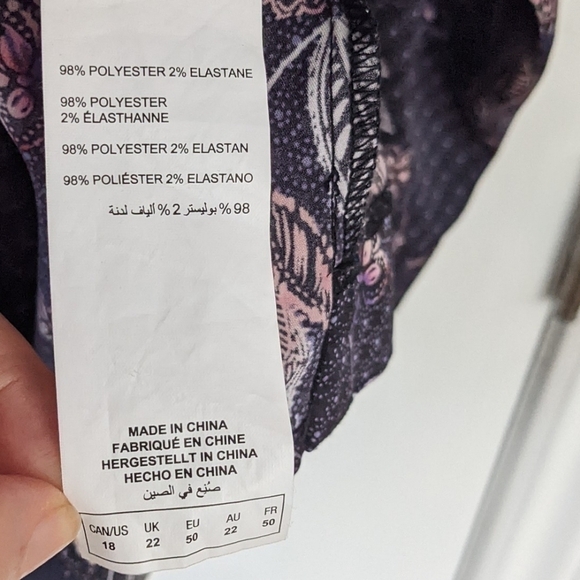 98% POLYESTER 2% ELASTANE
98% POLYESTER
2% ÉLASTHANNE
98% POLYESTER 2% ELASTAN
98% POLIÉSTER 2% ELASTANO
98% بوليستر 2% ألياف لدنة
MADE IN CHINA
FABRIQUÉ EN CHINE
HERGESTELLT IN CHINA
HECHO EN CHINA
صُنِع في الصين
CAN/US UK EU AU FR
18 22 50 22 50